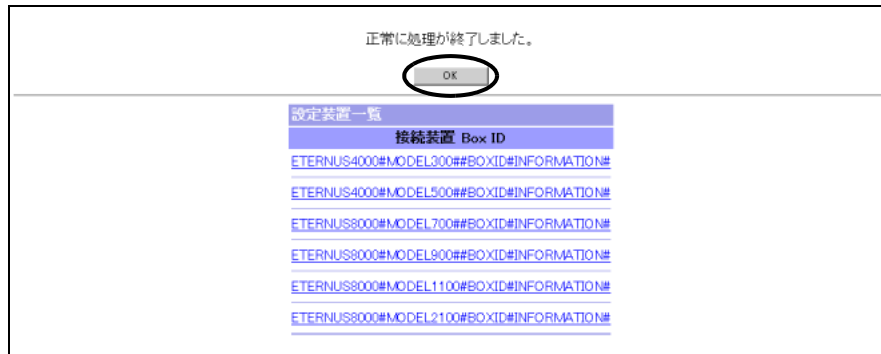 正常に処理が終了しました。
OK
設定装置一覧
接続装置 Box ID
ETERNUS4000#MODEL300##BOXID#INFORMATION#
ETERNUS4000#MODEL500##BOXID#INFORMATION#
ETERNUS8000#MODEL700##BOXID#INFORMATION#
ETERNUS8000#MODEL900##BOXID#INFORMATION#
ETERNUS8000#MODEL1100#BOXID#INFORMATION#
ETERNUS8000#MODEL2100#BOXID#INFORMATION#